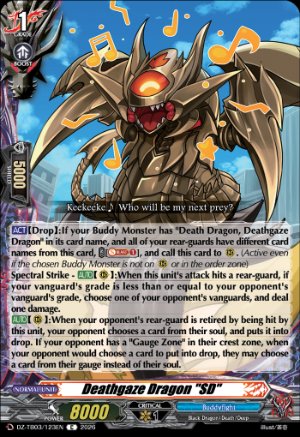 1
GRADE
BOOST
5000
SHIELD
Keekeeke♪ Who will be my next prey?
ACT【Drop】:If your Buddy Monster has "Death Dragon, Deathgaze
Dragon" in its card name, and all of your rear-guards have different card
names from this card, and call this card to (Active even
if the chosen Buddy Monster is not on or in the order zone)
Spectral Strike - AUTO:When this unit's attack hits a rear-guard, if
your vanguard's grade is less than or equal to your opponent's
vanguard's grade, choose one of your opponent's vanguards, and deal
one damage.
AUTO:When your opponent's rear-guard is retired by being hit by
this unit, your opponent chooses a card from their soul, and puts it into
drop. If your opponent has a "Gauge Zone" in their crest zone, when
your opponent would choose a card to put into drop, they may choose
a card from their gauge instead of their soul.
NORMAL UNIT
Deathgaze Dragon "SD"
POWER 8000
CRITICAL
1
Buddyfight
Black Dragon / Death /Deep
DZ-TB03/123EN C 2026